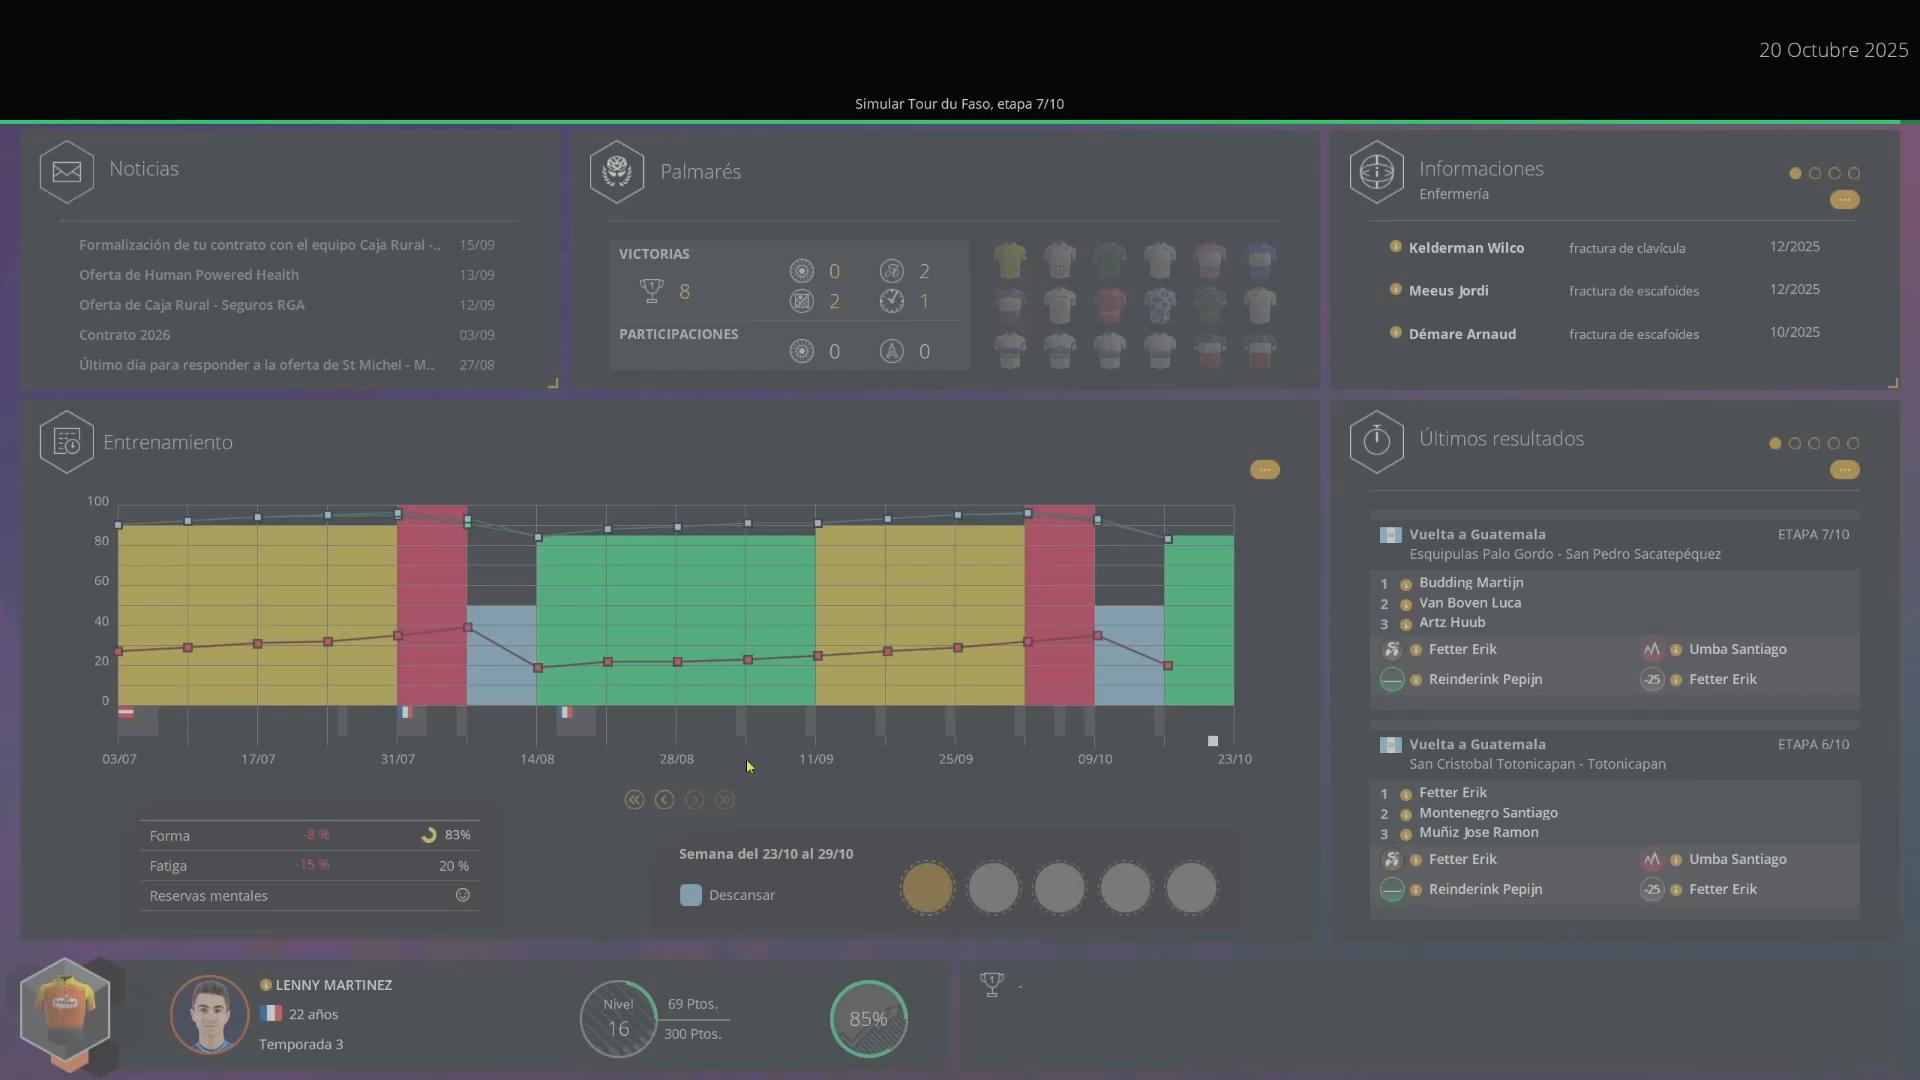 20 Octubre 2025
Simular Tour du Faso, etapa 7/10
Noticias
Formalización de tu contrato con el equipo Caja Rural -.. 15/09
Oferta de Human Powered Health 13/09
Oferta de Caja Rural - Seguros RGA 12/09
Contrato 2026 03/09
Último día para responder a la oferta de St Michel - M.. 27/08
Palmarés
VICTORIAS
8
0 2
2 1
PARTICIPACIONES
0 0
Informaciones
Enfermería
Kelderman Wilco fractura de clavícula 12/2025
Meeus Jordi fractura de escafoides 12/2025
Démare Arnaud fractura de escafoides 10/2025
Entrenamiento
100
80
60
40
20
0
03/07 17/07 31/07 14/08 28/08 11/09 25/09 09/10 23/10
Forma -8 % 83%
Fatiga -15 % 20 %
Reservas mentales
Semana del 23/10 al 29/10
Descansar
Últimos resultados
Vuelta a Guatemala ETAPA 7/10
Esquipulas Palo Gordo - San Pedro Sacatepéquez
1 Budding Martijn
2 Van Boven Luca
3 Artz Huub
Fetter Erik Umba Santiago
Reinderink Pepijn -25 Fetter Erik
Vuelta a Guatemala ETAPA 6/10
San Cristobal Totonicapan - Totonicapan
1 Fetter Erik
2 Montenegro Santiago
3 Muñiz Jose Ramon
Fetter Erik Umba Santiago
Reinderink Pepijn -25 Fetter Erik
LENNY MARTINEZ
22 años
Temporada 3
Nivel
16
69 Ptos.
300 Ptos.
85%
-